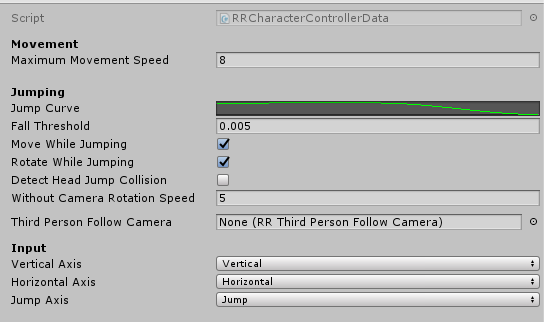 Script RRCharacterControllerData
Movement
Maximum Movement Speed 8
Jumping
Jump Curve
Fall Threshold 0.005
Move While Jumping
Rotate While Jumping
Detect Head Jump Collision
Without Camera Rotation Speed 5
Third Person Follow Camera None (RR Third Person Follow Camera)
Input
Vertical Axis Vertical
Horizontal Axis Horizontal
Jump Axis Jump